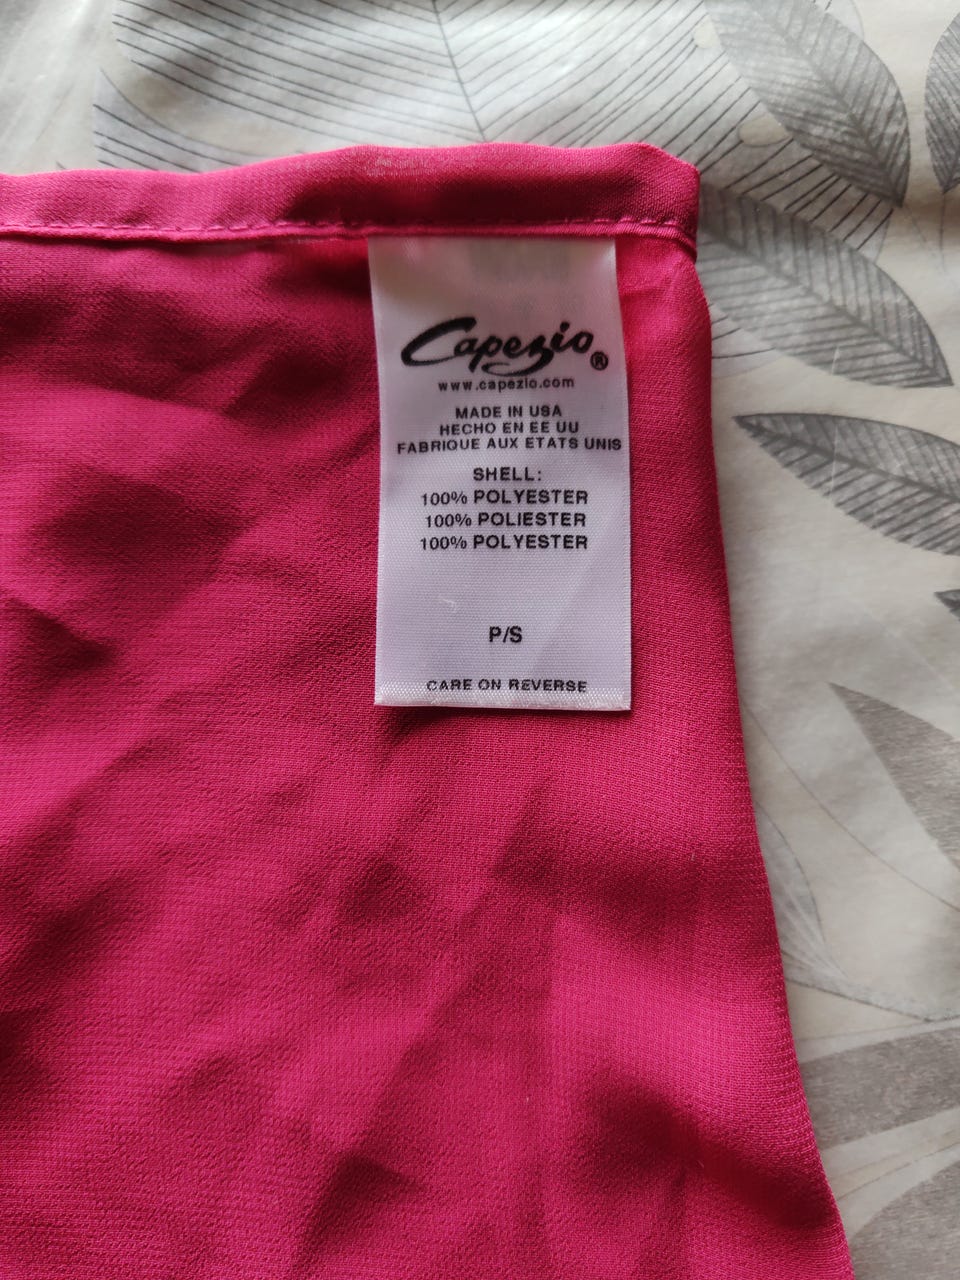 Capezio®
www.capezio.com
MADE IN USA
HECHO EN EE UU
FABRIQUE AUX ETATS UNIS
SHELL:
100% POLYESTER
100% POLIESTER
100% POLYESTER
P/S
CARE ON REVERSE